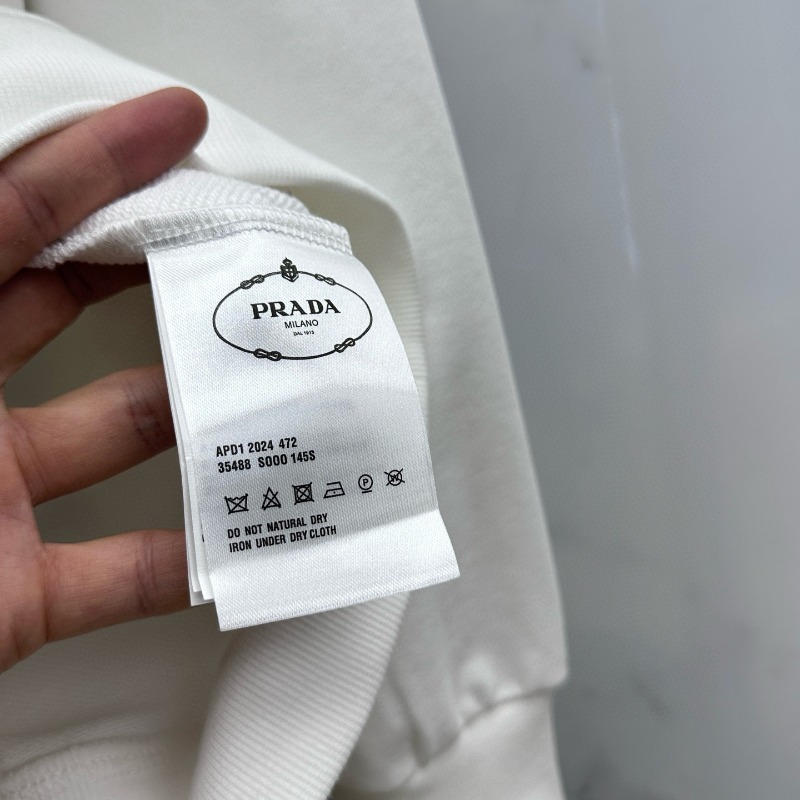 PRADA
MILANO
DAL 1913
APD1 2024 472
35488 S000 145S
P
W
DO NOT NATURAL DRY
IRON UNDER DRY CLOTH